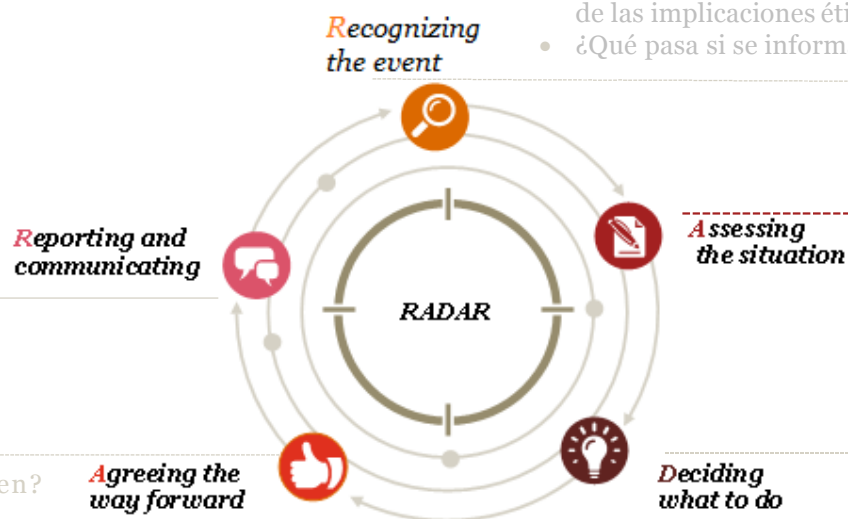 de las implicaciones éti
• ¿Qué pasa si se inform
Recognizing
the event
Assessing
the situation
Reporting and
communicating
RADAR
Deciding
what to do
Agreeing the
way forward
en?